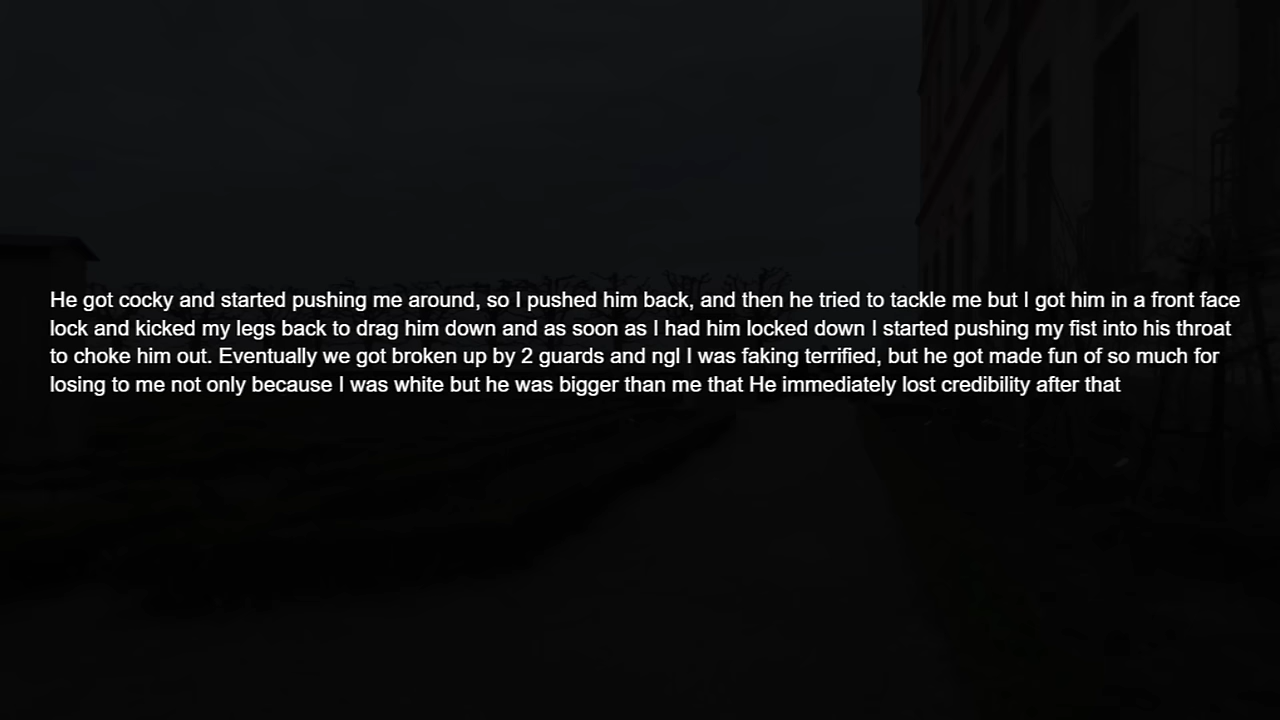 He got cocky and started pushing me around, so I pushed him back, and then he tried to tackle me but I got him in a front face
lock and kicked my legs back to drag him down and as soon as I had him locked down I started pushing my fist into his throat
to choke him out. Eventually we got broken up by 2 guards and ngl I was faking terrified, but he got made fun of so much for
losing to me not only because I was white but he was bigger than me that He immediately lost credibility after that